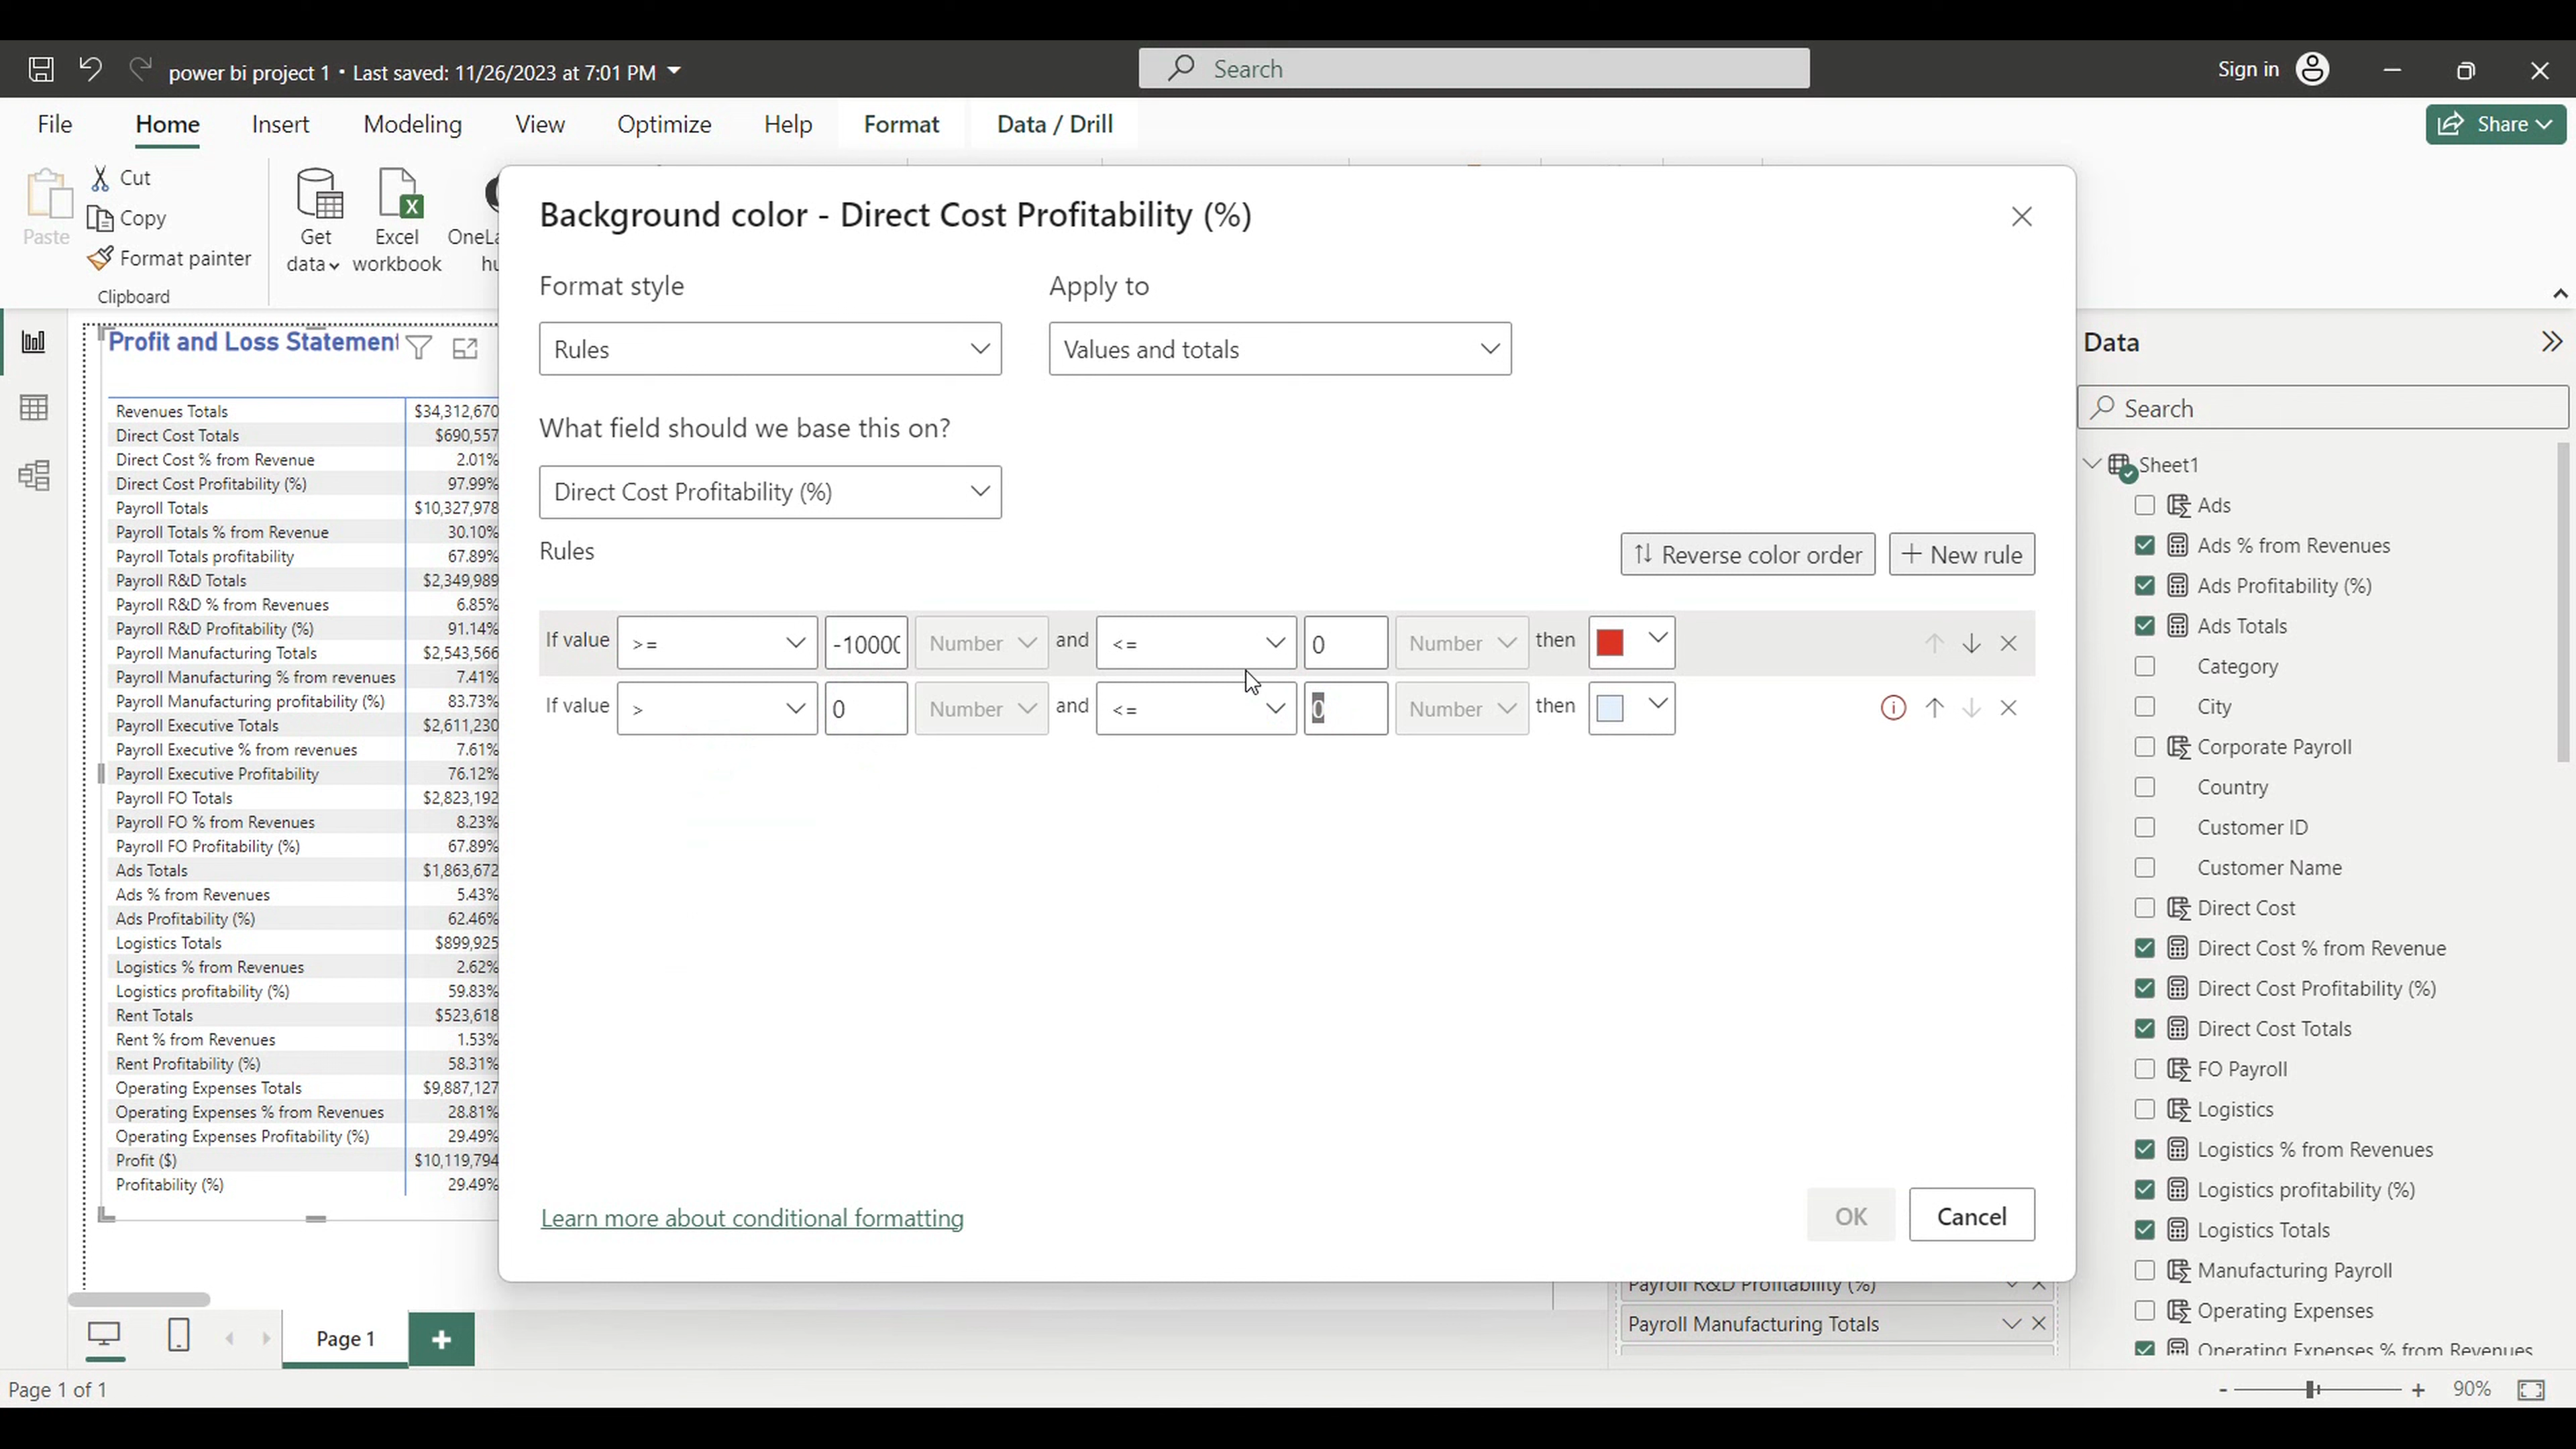 power bi project 1 • Last saved: 11/26/2023 at 7:01 PM
Search
Sign in
File Home Insert Modeling View Optimize Help Format Data / Drill
Share
Paste
Cut
Copy
Format painter
Clipboard
Get data
Excel workbook
Background color - Direct Cost Profitability (%)
Format style
Apply to
Rules
Values and totals
What field should we base this on?
Direct Cost Profitability (%)
Rules
Reverse color order
New rule
If value >= -1000 Number and <= 0 Number then
If value > 0 Number and <= 0 Number then
Learn more about conditional formatting
OK
Cancel
Profit and Loss Statement
Revenues Totals $34,312,670
Direct Cost Totals $690,557
Direct Cost % from Revenue 2.01%
Direct Cost Profitability (%) 97.99%
Payroll Totals $10,327,978
Payroll Totals % from Revenue 30.10%
Payroll Totals profitability 67.89%
Payroll R&D Totals $2,349,989
Payroll R&D % from Revenues 6.85%
Payroll R&D Profitability (%) 91.14%
Payroll Manufacturing Totals $2,543,566
Payroll Manufacturing % from revenues 7.41%
Payroll Manufacturing profitability (%) 83.73%
Payroll Executive Totals $2,611,230
Payroll Executive % from revenues 7.61%
Payroll Executive Profitability 76.12%
Payroll FO Totals $2,823,192
Payroll FO % from Revenues 8.23%
Payroll FO Profitability (%) 67.89%
Ads Totals $1,863,672
Ads % from Revenues 5.43%
Ads Profitability (%) 62.46%
Logistics Totals $899,925
Logistics % from Revenues 2.62%
Logistics profitability (%) 59.83%
Rent Totals $523,618
Rent % from Revenues 1.53%
Rent Profitability (%) 58.31%
Operating Expenses Totals $9,887,127
Operating Expenses % from Revenues 28.81%
Operating Expenses Profitability (%) 29.49%
Profit ($) $10,119,794
Profitability (%) 29.49%
Data
Search
Sheet1
Ads
Ads % from Revenues
Ads Profitability (%)
Ads Totals
Category
City
Corporate Payroll
Country
Customer ID
Customer Name
Direct Cost
Direct Cost % from Revenue
Direct Cost Profitability (%)
Direct Cost Totals
FO Payroll
Logistics
Logistics % from Revenues
Logistics profitability (%)
Logistics Totals
Manufacturing Payroll
Operating Expenses
Operating Expenses % from Revenues
Payroll R&D Profitability (%)
Payroll Manufacturing Totals
Page 1
Page 1 of 1
- + 90%